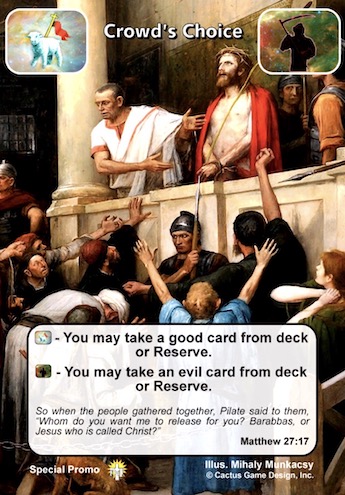 Crowd's Choice
- You may take a good card from deck
or Reserve.
- You may take an evil card from deck
or Reserve.
So when the people gathered together, Pilate said to them,
"Whom do you want me to release for you? Barabbas, or
Jesus who is called Christ?"
Matthew 27:17
Special Promo
Illus. Mihaly Munkacsy
© Cactus Game Design, Inc.